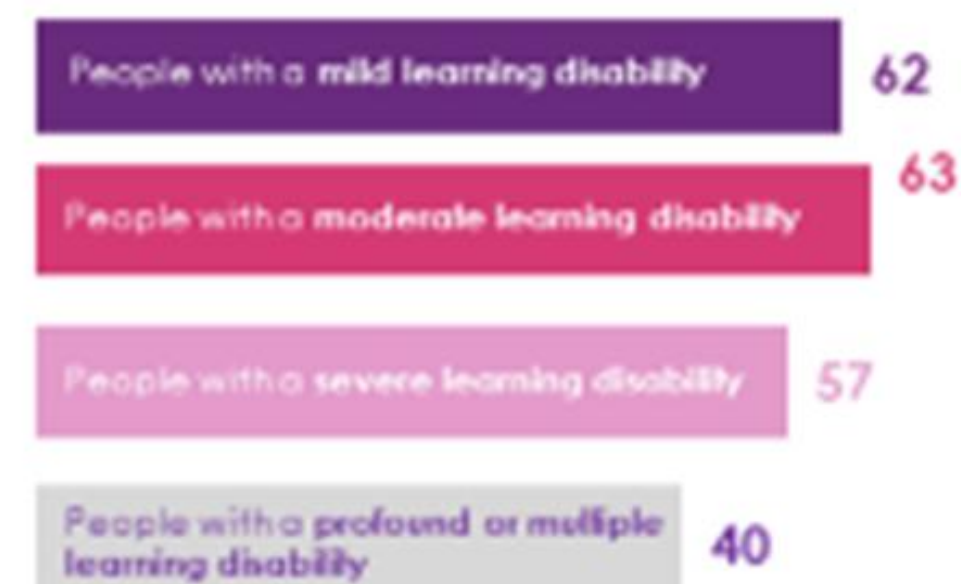 People with a mild learning disability 62
63
People with a moderate learning disability
People with a severe learning disability 57
People with a profound or multiple
learning disability
40